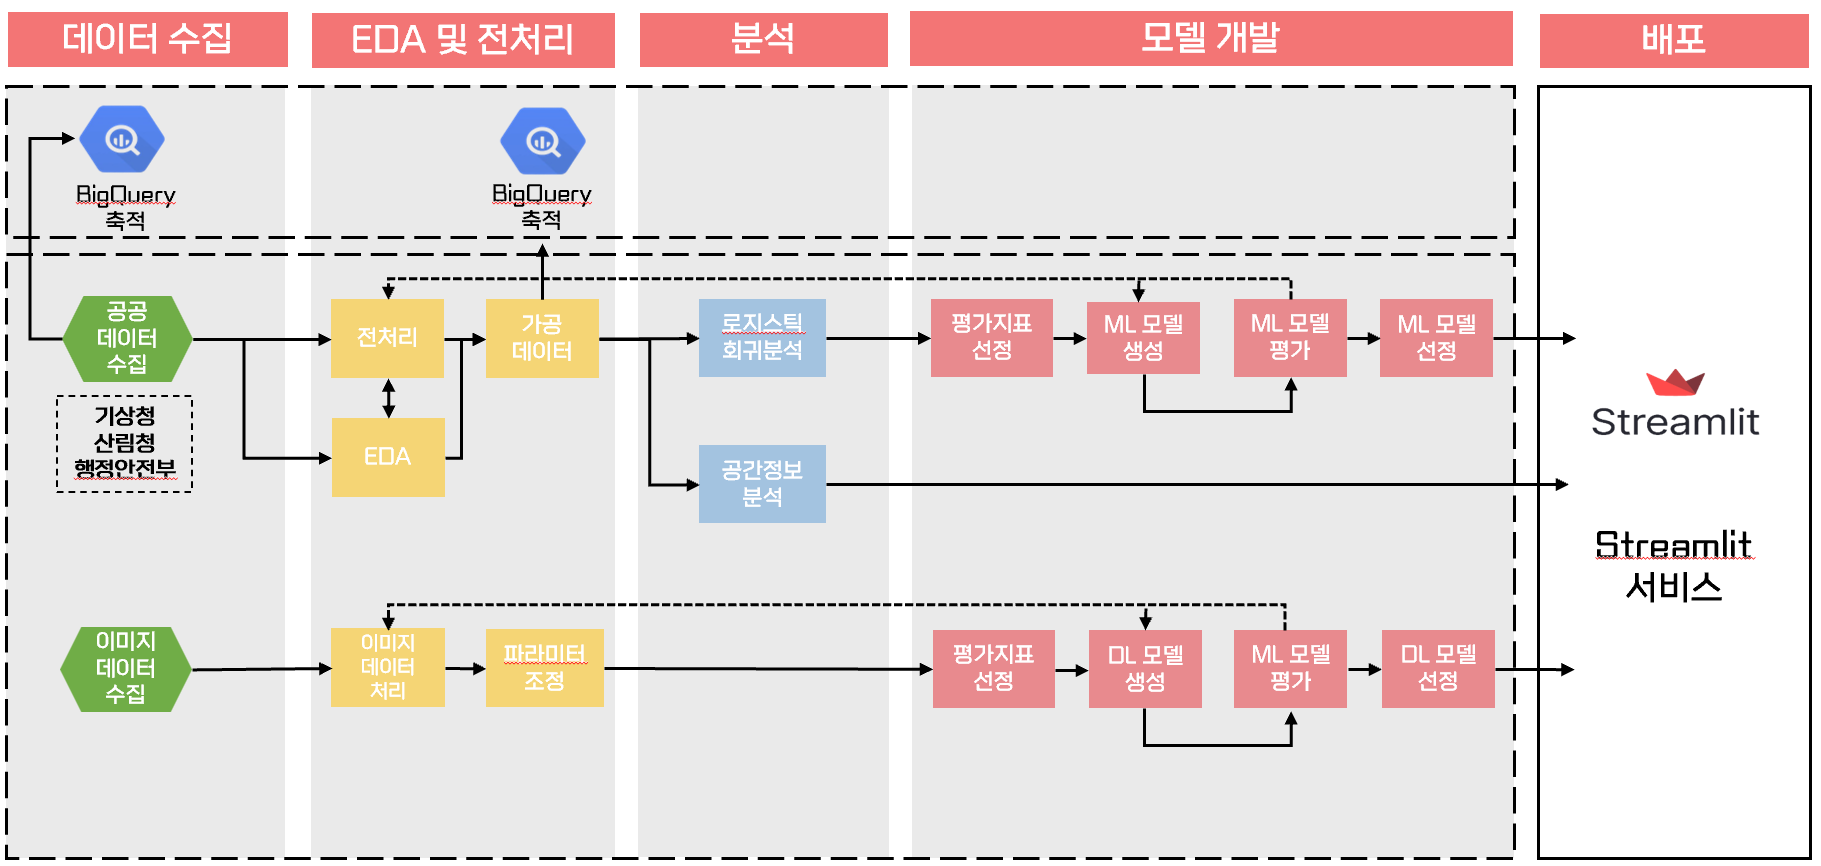 데이터 수집
EDA 및 전처리
분석
모델 개발
배포
BigQuery
축적
BigQuery
축적
공공
데이터
수집
기상청
산림청
행정안전부
전처리
EDA
가공
데이터
로지스틱
회귀분석
공간정보
분석
평가지표
선정
ML 모델
생성
ML 모델
평가
ML 모델
선정
이미지
데이터
수집
이미지
데이터
처리
파라미터
조정
평가지표
선정
DL 모델
생성
ML 모델
평가
DL 모델
선정
Streamlit
Streamlit
서비스